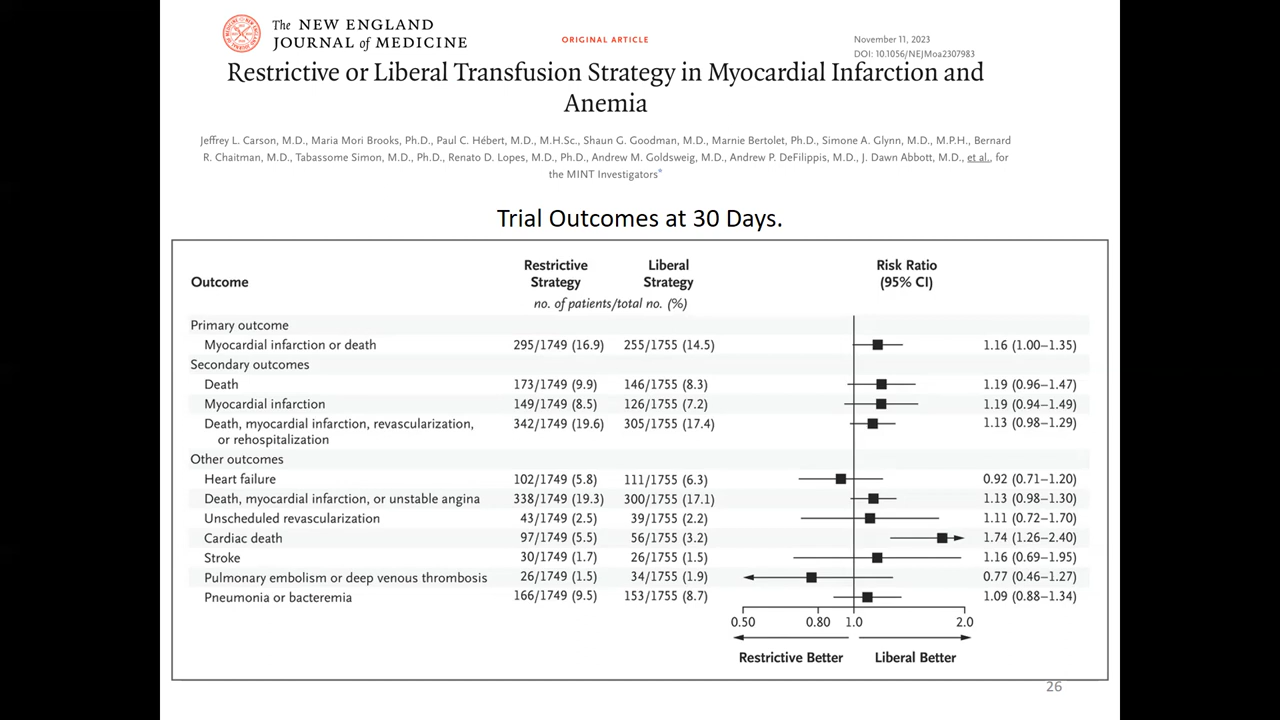 The NEW ENGLAND
JOURNAL of MEDICINE
ORIGINAL ARTICLE
November 11, 2023
DOI: 10.1056/NEJMoa2307983
Restrictive or Liberal Transfusion Strategy in Myocardial Infarction and
Anemia
Jeffrey L. Carson, M.D., Maria Mori Brooks, Ph.D., Paul C. Hébert, M.D., M.H.Sc., Shaun G. Goodman, M.D., Marnie Bertolet, Ph.D., Simone A. Glynn, M.D., M.P.H., Bernard
R. Chaitman, M.D., Tabassome Simon, M.D., Ph.D., Renato D. Lopes, M.D., Ph.D., Andrew M. Goldsweig, M.D., Andrew P. DeFilippis, M.D., J. Dawn Abbott, M.D., et al., for
the MINT Investigators*
Trial Outcomes at 30 Days.
Outcome Restrictive Strategy Liberal Strategy Risk Ratio (95% CI)
no. of patients/total no. (%)
Primary outcome
Myocardial infarction or death 295/1749 (16.9) 255/1755 (14.5) 1.16 (1.00–1.35)
Secondary outcomes
Death 173/1749 (9.9) 146/1755 (8.3) 1.19 (0.96–1.47)
Myocardial infarction 149/1749 (8.5) 126/1755 (7.2) 1.19 (0.94–1.49)
Death, myocardial infarction, revascularization, 342/1749 (19.6) 305/1755 (17.4) 1.13 (0.98–1.29)
or rehospitalization
Other outcomes
Heart failure 102/1749 (5.8) 111/1755 (6.3) 0.92 (0.71–1.20)
Death, myocardial infarction, or unstable angina 338/1749 (19.3) 300/1755 (17.1) 1.13 (0.98–1.30)
Unscheduled revascularization 43/1749 (2.5) 39/1755 (2.2) 1.11 (0.72–1.70)
Cardiac death 97/1749 (5.5) 56/1755 (3.2) 1.74 (1.26–2.40)
Stroke 30/1749 (1.7) 26/1755 (1.5) 1.16 (0.69–1.95)
Pulmonary embolism or deep venous thrombosis 26/1749 (1.5) 34/1755 (1.9) 0.77 (0.46–1.27)
Pneumonia or bacteremia 166/1749 (9.5) 153/1755 (8.7) 1.09 (0.88–1.34)
0.50 0.80 1.0 2.0
Restrictive Better Liberal Better
26